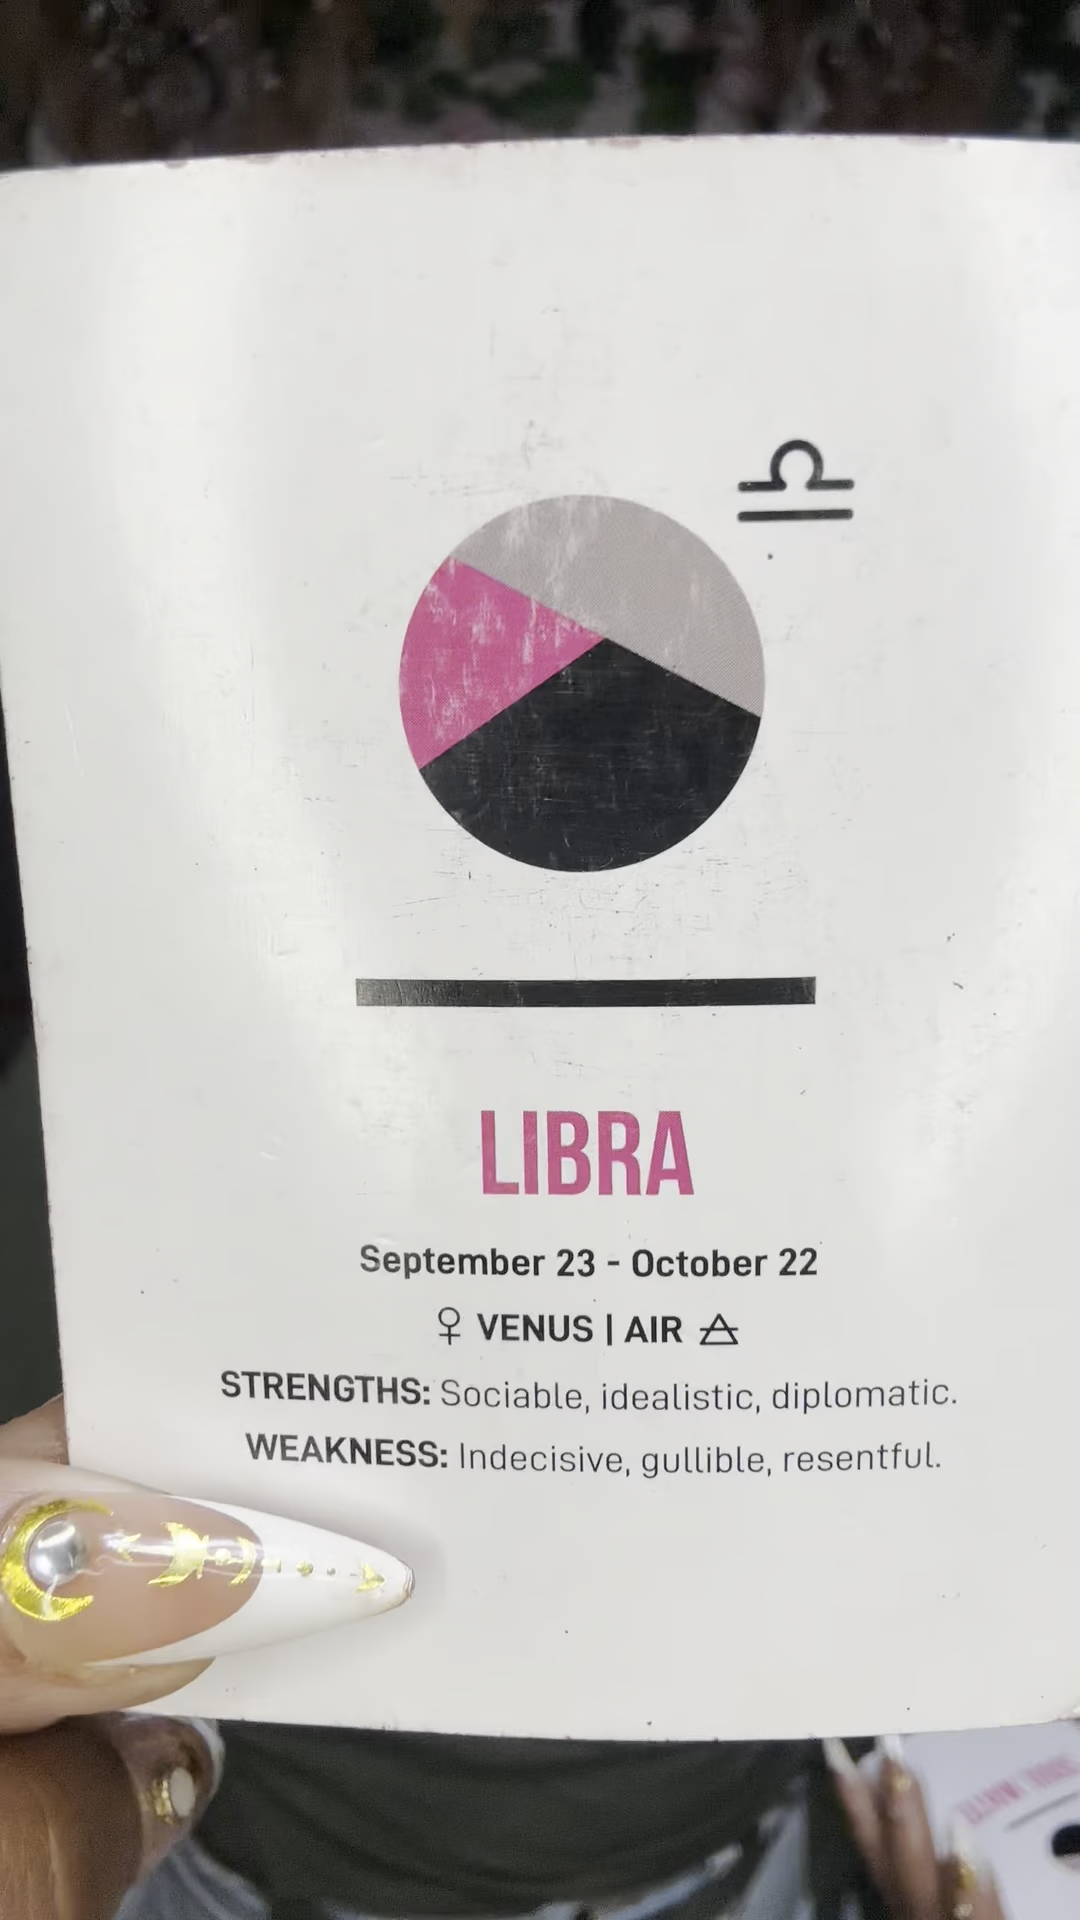 ♎
LIBRA
September 23 - October 22
♀ VENUS | AIR 🜁
STRENGTHS: Sociable, idealistic, diplomatic.
WEAKNESS: Indecisive, gullible, resentful.